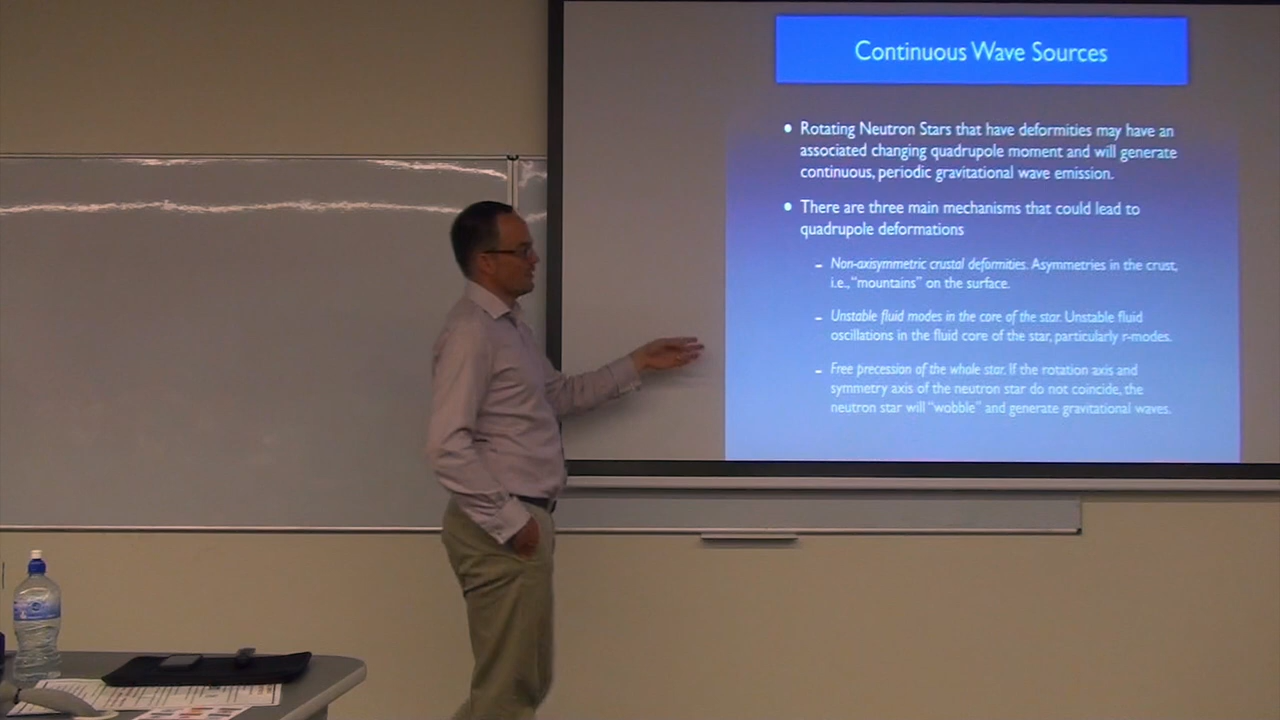 Continuous Wave Sources
• Rotating Neutron Stars that have deformities may have an
associated changing quadrupole moment and will generate
continuous, periodic gravitational wave emission.
• There are three main mechanisms that could lead to
quadrupole deformations
- Non-axisymmetric crustal deformities. Asymmetries in the crust,
i.e., “mountains” on the surface.
- Unstable fluid modes in the core of the star. Unstable fluid
oscillations in the fluid core of the star, particularly r-modes.
- Free precession of the whole star. If the rotation axis and
symmetry axis of the neutron star do not coincide, the
neutron star will “wobble” and generate gravitational waves.